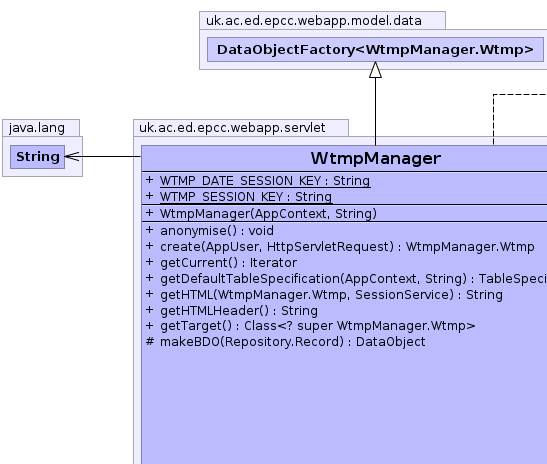 uk.ac.ed.epcc.webapp.model.data
DataObjectFactory<WtmpManager.Wtmp>
java.lang
String
uk.ac.ed.epcc.webapp.servlet
WtmpManager
+ WTMP_DATE_SESSION_KEY : String
+ WTMP_SESSION_KEY : String
+ WtmpManager(AppContext, String)
+ anonymise() : void
+ create(AppUser, HttpServletRequest) : WtmpManager.Wtmp
+ getCurrent() : Iterator
+ getDefaultTableSpecification(AppContext, String) : TableSpeci
+ getHTML(WtmpManager.Wtmp, SessionService) : String
+ getHTMLHeader() : String
+ getTarget() : Class<? super WtmpManager.Wtmp>
# makeBDO(Repository.Record) : DataObject